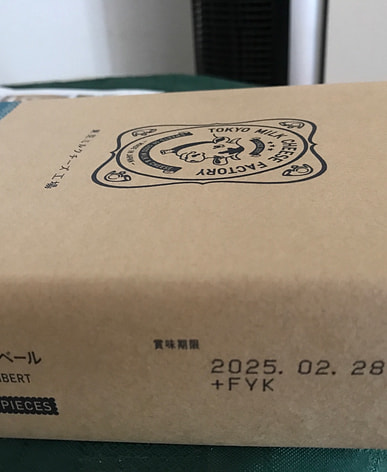 東京ミルクチーズ工場
TOKYO MILK CHEESE
FACTORY
賞味期限
2025. 02. 28
+FYK
ベール
BERT
PIECES